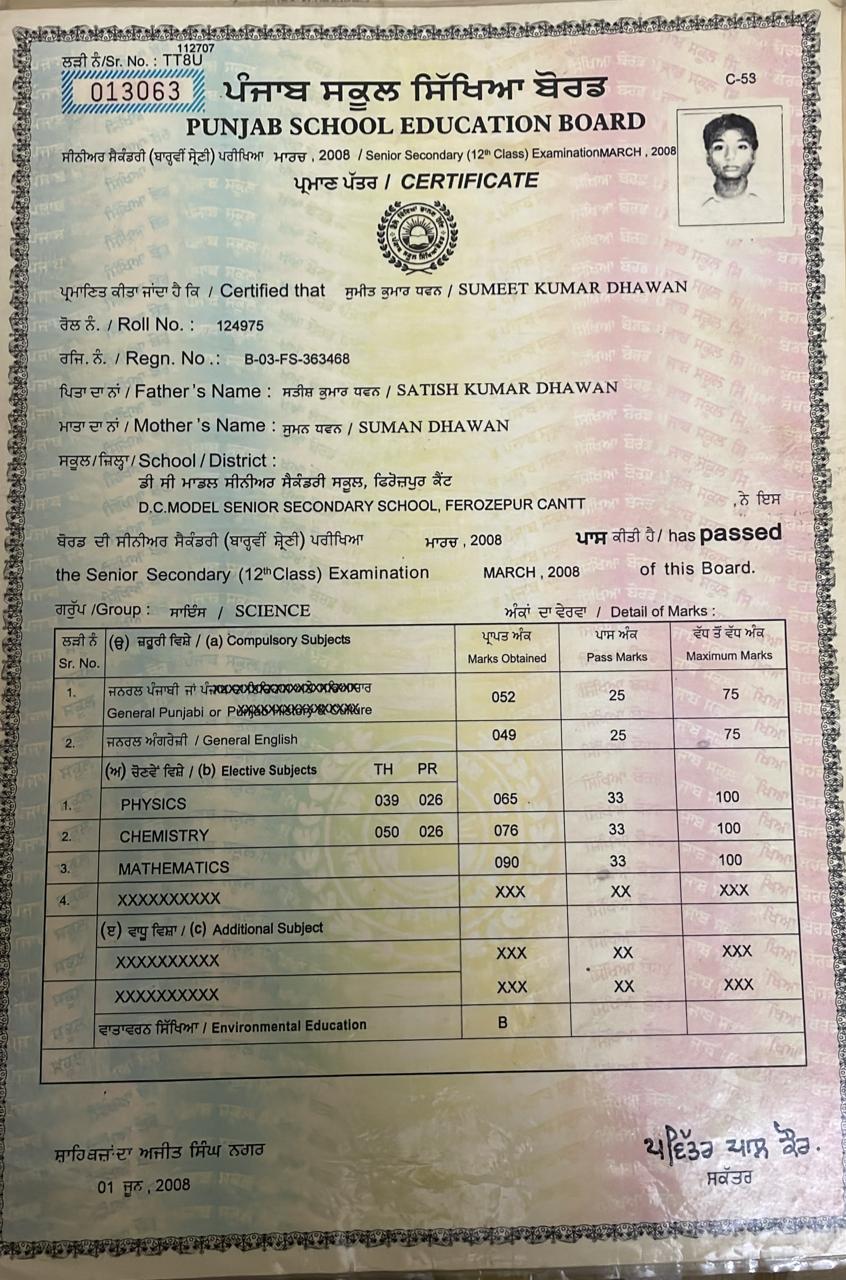 112707
ਲੜੀ ਨੰ/Sr. No. : TT8U
013063
C-53
ਪੰਜਾਬ ਸਕੂਲ ਸਿੱਖਿਆ ਬੋਰਡ
PUNJAB SCHOOL EDUCATION BOARD
ਸੀਨੀਅਰ ਸੈਕੰਡਰੀ (ਬਾਰ੍ਹਵੀਂ ਸ਼੍ਰੇਣੀ) ਪਰੀਖਿਆ ਮਾਰਚ , 2008 / Senior Secondary (12th Class) ExaminationMARCH , 2008
ਪ੍ਰਮਾਣ ਪੱਤਰ / CERTIFICATE
ਪ੍ਰਮਾਣਿਤ ਕੀਤਾ ਜਾਂਦਾ ਹੈ ਕਿ / Certified that ਸੁਮੀਤ ਕੁਮਾਰ ਧਵਨ / SUMEET KUMAR DHAWAN
ਰੋਲ ਨੰ. / Roll No. : 124975
ਰਜਿ. ਨੰ. / Regn. No .: B-03-FS-363468
ਪਿਤਾ ਦਾ ਨਾਂ / Father's Name : ਸਤੀਸ਼ ਕੁਮਾਰ ਧਵਨ / SATISH KUMAR DHAWAN
ਮਾਤਾ ਦਾ ਨਾਂ / Mother's Name : ਸੁਮਨ ਧਵਨ / SUMAN DHAWAN
ਸਕੂਲ/ਜ਼ਿਲ੍ਹਾ/ School / District :
ਡੀ ਸੀ ਮਾਡਲ ਸੀਨੀਅਰ ਸੈਕੰਡਰੀ ਸਕੂਲ, ਫਿਰੋਜ਼ਪੁਰ ਕੈਂਟ
D.C.MODEL SENIOR SECONDARY SCHOOL, FEROZEPUR CANTT ,ਨੇ ਇਸ
ਬੋਰਡ ਦੀ ਸੀਨੀਅਰ ਸੈਕੰਡਰੀ (ਬਾਰ੍ਹਵੀਂ ਸ਼੍ਰੇਣੀ) ਪਰੀਖਿਆ ਮਾਰਚ , 2008 ਪਾਸ ਕੀਤੀ ਹੈ/ has passed
the Senior Secondary (12th Class) Examination MARCH , 2008 of this Board.
ਗਰੁੱਪ /Group : ਸਾਇੰਸ / SCIENCE ਅੰਕਾਂ ਦਾ ਵੇਰਵਾ / Detail of Marks :
ਲੜੀ ਨੰ (ੳ) ਜ਼ਰੂਰੀ ਵਿਸ਼ੇ / (a) Compulsory Subjects ਪ੍ਰਾਪਤ ਅੰਕ ਪਾਸ ਅੰਕ ਵੱਧ ਤੋਂ ਵੱਧ ਅੰਕ
Sr. No. Marks Obtained Pass Marks Maximum Marks
1. ਜਨਰਲ ਪੰਜਾਬੀ ਜਾਂ 052 25 75
General Punjabi or Punjab History & Culture
2. ਜਨਰਲ ਅੰਗਰੇਜ਼ੀ / General English 049 25 75
(ਅ) ਚੋਣਵੇਂ ਵਿਸ਼ੇ / (b) Elective Subjects TH PR
1. PHYSICS 039 026 065 33 100
2. CHEMISTRY 050 026 076 33 100
3. MATHEMATICS 090 33 100
4. XXXXXXXXXX XXX XX XXX
(ੲ) ਵਾਧੂ ਵਿਸ਼ਾ / (c) Additional Subject
XXXXXXXXXX XXX XX XXX
XXXXXXXXXX XXX XX XXX
ਵਾਤਾਵਰਨ ਸਿੱਖਿਆ / Environmental Education B
ਸ਼ਾਹਿਬਜ਼ਾਂਦਾ ਅਜੀਤ ਸਿੰਘ ਨਗਰ
ਪਵਿੱਤਰ ਪਾਲ ਕੌਰ.
ਸਕੱਤਰ
01 ਜੂਨ , 2008